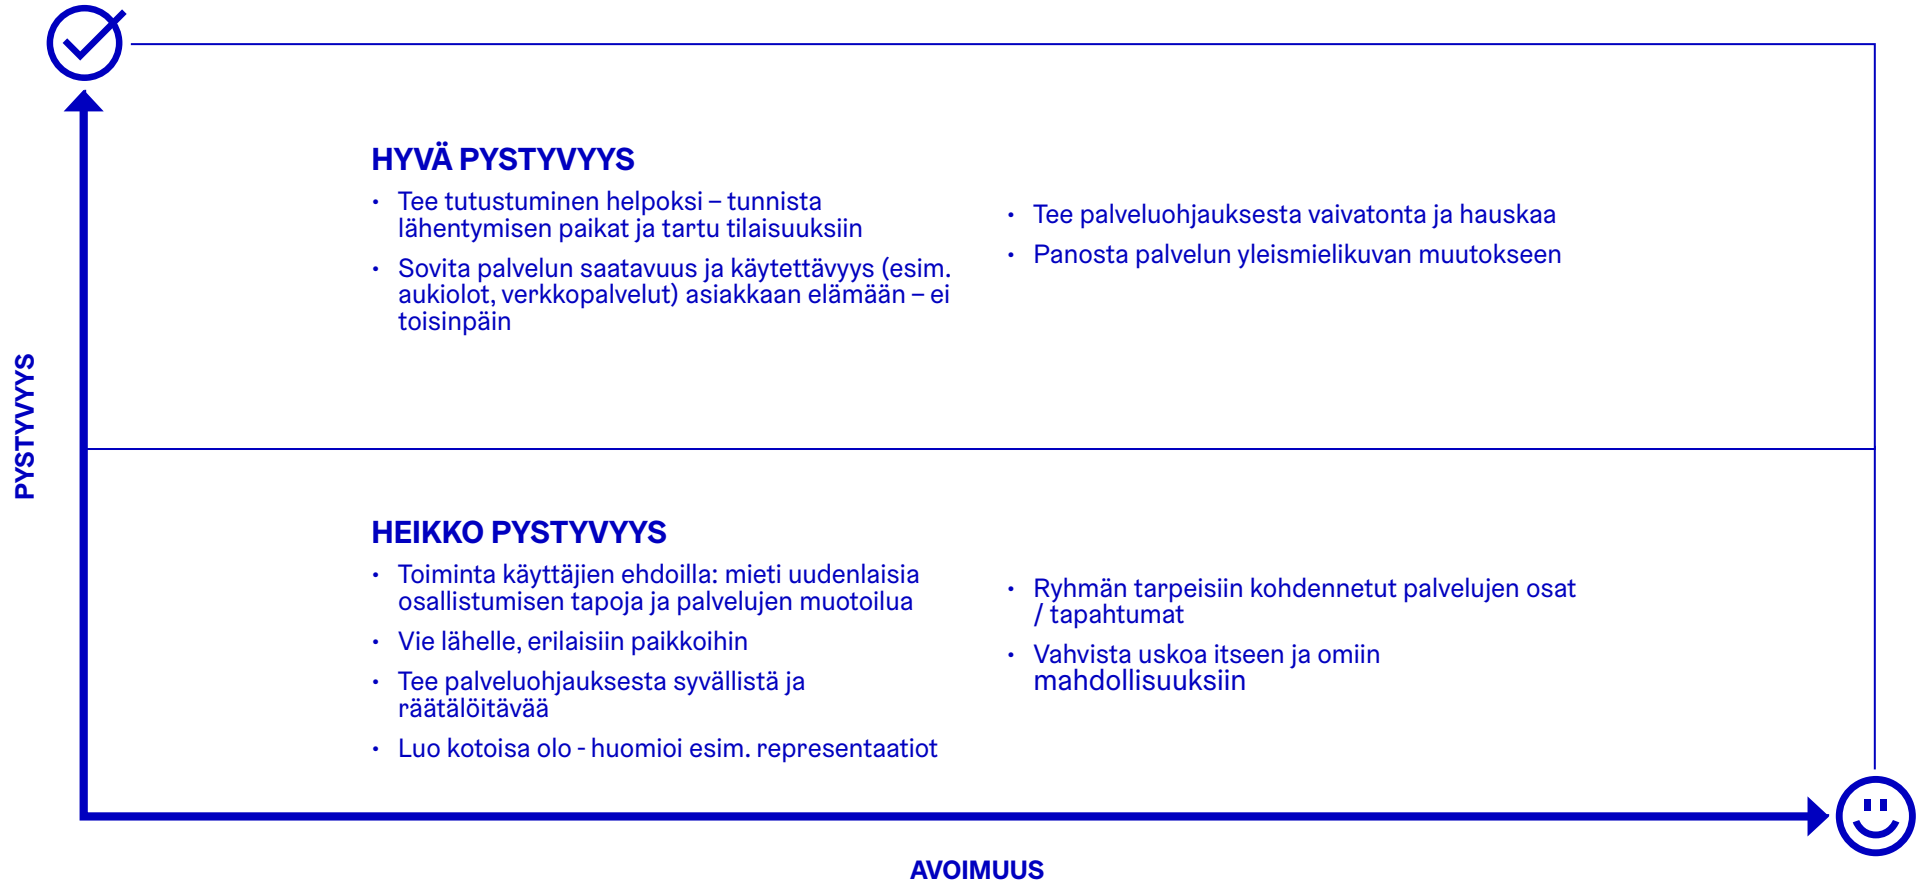 HYVÄ PYSTYVYYS
• Tee tutustuminen helpoksi – tunnista
lähentymisen paikat ja tartu tilaisuuksiin
• Sovita palvelun saatavuus ja käytettävyys (esim.
aukiolot, verkkopalvelut) asiakkaan elämään – ei
toisinpäin
• Tee palveluohjauksesta vaivatonta ja hauskaa
• Panosta palvelun yleismielikuvan muutokseen
PYSTYVYYS
HEIKKO PYSTYVYYS
• Toiminta käyttäjien ehdoilla: mieti uudenlaisia
osallistumisen tapoja ja palvelujen muotoilua
• Vie lähelle, erilaisiin paikkoihin
• Tee palveluohjauksesta syvällistä ja
räätälöitävää
• Luo kotoisa olo - huomioi esim. representaatiot
• Ryhmän tarpeisiin kohdennetut palvelujen osat
/ tapahtumat
• Vahvista uskoa itseen ja omiin
mahdollisuuksiin
AVOIMUUS